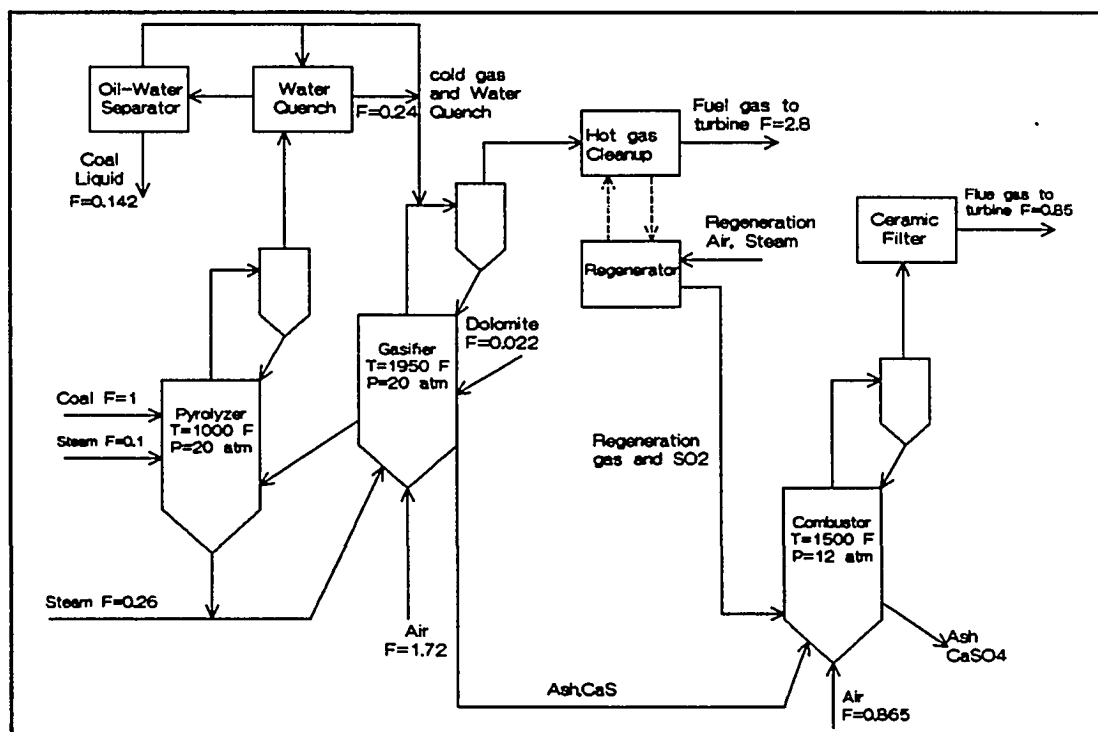 Oil-Water
Separator
Water
Quench
F=0.24
cold gas
and Water
Quench
Coal
Liquid
F=0.142
Hot gas
Cleanup
Fuel gas to
turbine F=2.8
Regeneration
Air, Steam
Regenerator
Ceramic
Filter
Flue gas to
turbine F=0.85
Dolomite
F=0.022
Gasifier
T=1950 F
P=20 atm
Coal F=1
Steam F=0.1
Pyrolyzer
T=1000 F
P=20 atm
Regeneration
gas and SO2
Combustor
T=1500 F
P=12 atm
Steam F=0.26
Air
F=1.72
Ash,CaS
Ash
CaSO4
Air
F=0.865